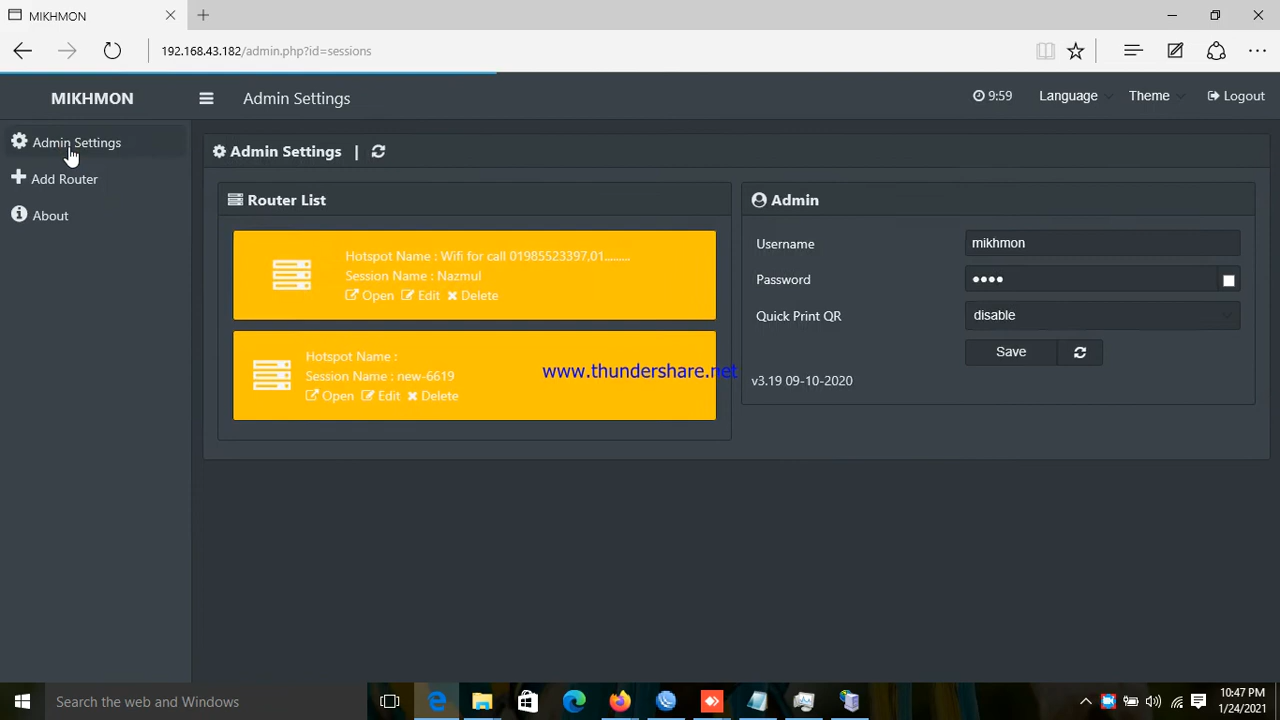 MIKHMON
192.168.43.182/admin.php?id=sessions
MIKHMON
Admin Settings
9:59
Language
Theme
Logout
Admin Settings
Add Router
About
Admin Settings |
Router List
Hotspot Name : Wifi for call 01985523397,01........
Session Name : Nazmul
Open Edit Delete
Hotspot Name :
Session Name : new-6619
Open Edit Delete
www.thundershare.net
Admin
Username mikhmon
Password ••••
Quick Print QR disable
Save
v3.19 09-10-2020
Search the web and Windows
10:47 PM
1/24/2021